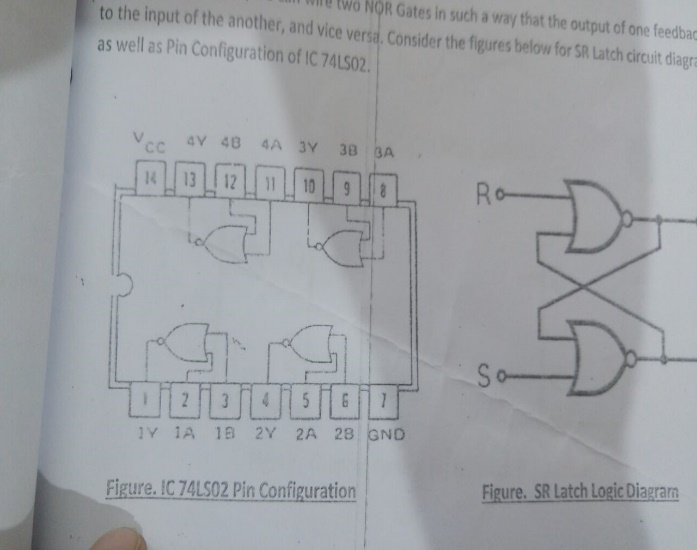 wire two NOR Gates in such a way that the output of one
to the input of the another, and vice versa. Consider the figures below for SR Latch circuit
as well as Pin Configuration of IC 74LS02.
VCC 4Y 4B 4A 3Y 3B 3A
14 13 12 11 10 9 8
1 2 3 4 5 6 7
1Y 1A 1B 2Y 2A 2B GND
R
S
Figure. IC 74LS02 Pin Configuration
Figure. SR Latch Logic Diagram